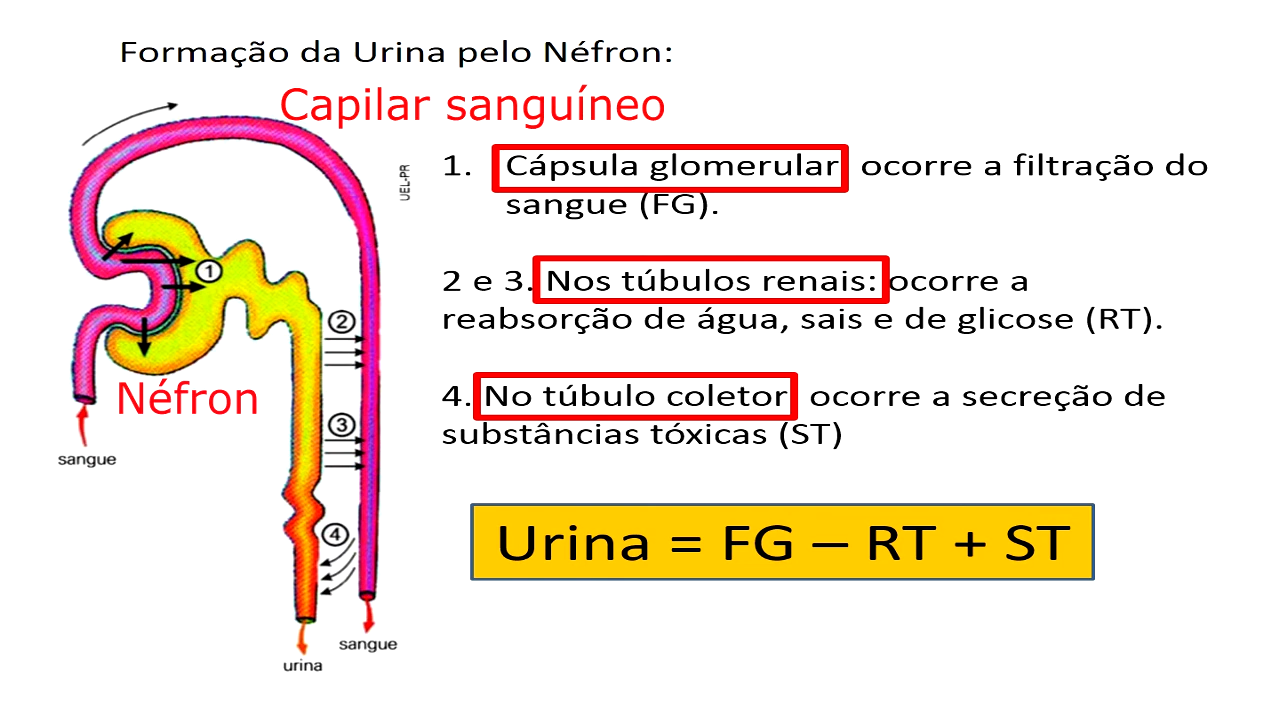 Formação da Urina pelo Néfron:
Capilar sanguíneo
UEL-PR
1. Cápsula glomerular ocorre a filtração do
sangue (FG).
2 e 3. Nos túbulos renais: ocorre a
reabsorção de água, sais e de glicose (RT).
4. No túbulo coletor ocorre a secreção de
substâncias tóxicas (ST)
Urina = FG – RT + ST
1
2
3
4
Néfron
sangue
sangue
urina